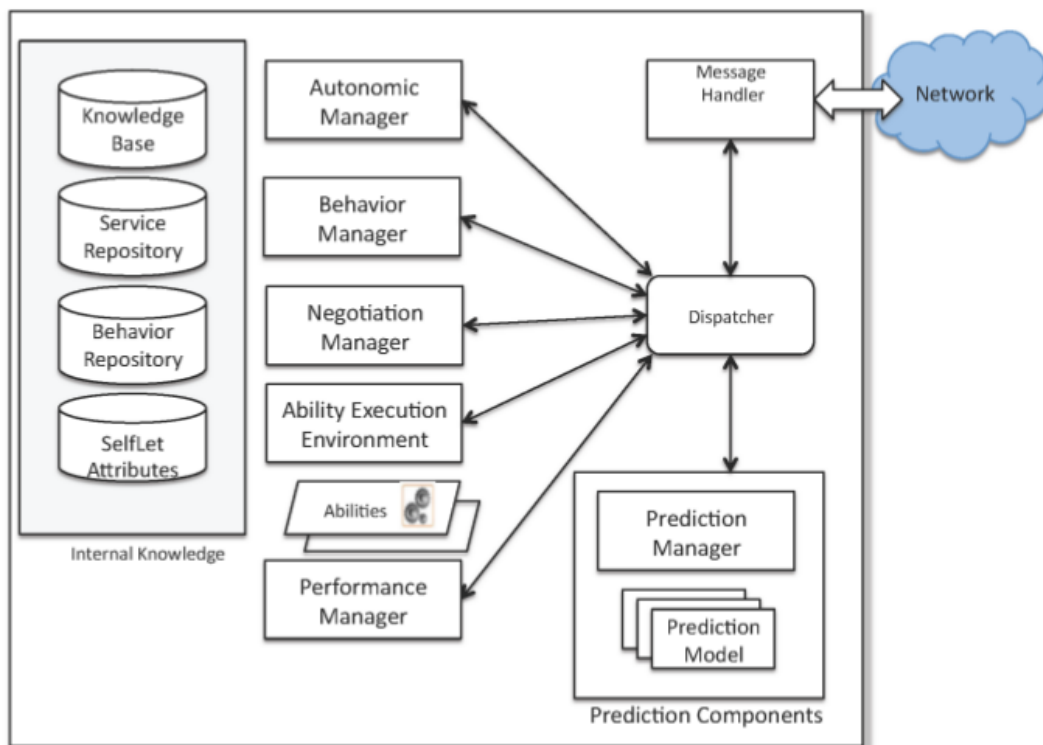 Knowledge
Base
Service
Repository
Behavior
Repository
SelfLet
Attributes
Internal Knowledge
Autonomic
Manager
Behavior
Manager
Negotiation
Manager
Ability Execution
Environment
Abilities
Performance
Manager
Message
Handler
Network
Dispatcher
Prediction
Manager
Prediction
Model
Prediction Components